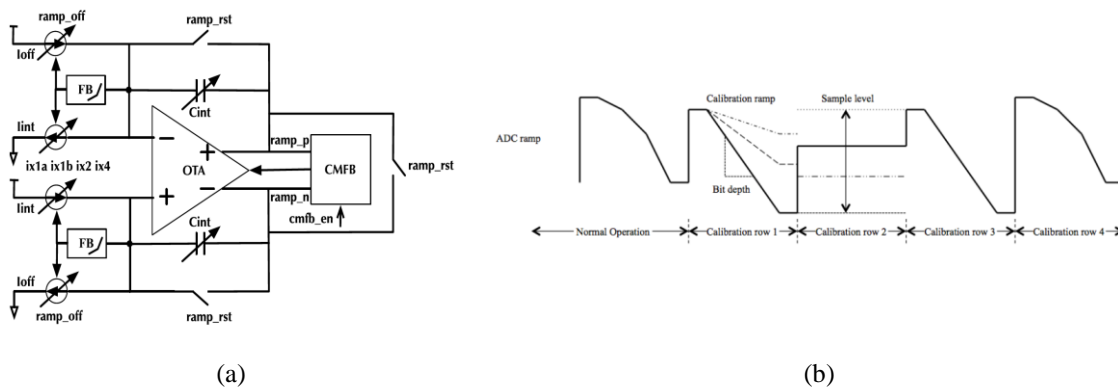 ramp_off
Ioff
ramp_rst
FB
Cint
Iint
ix1a ix1b ix2 ix4
OTA
ramp_p
CMFB
ramp_rst
ramp_n
Iint
cmfb_en
Cint
FB
Ioff
ramp_off
ramp_rst
(a)
Calibration ramp
Sample level
ADC ramp
Bit depth
Normal Operation
Calibration row 1
Calibration row 2
Calibration row 3
Calibration row 4
(b)